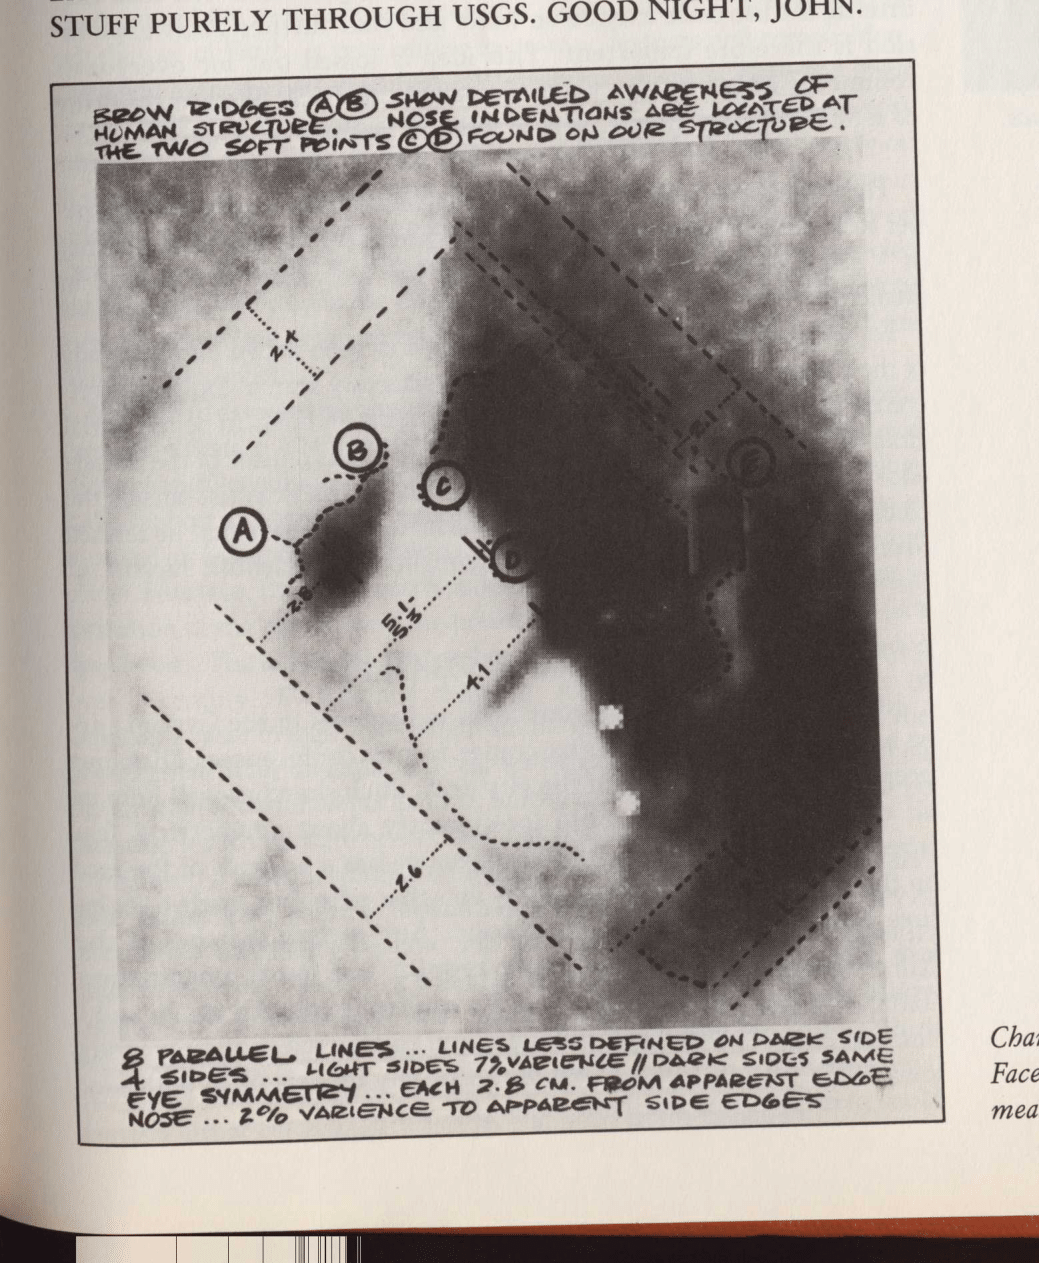 STUFF PURELY THROUGH USGS. GOOD NIGHT, JOHN.
BROW RIDGES Ⓐ Ⓑ SHOW DETAILED AWARENESS OF
HUMAN STRUCTURE. NOSE INDENTIONS ARE LOCATED AT
THE TWO SOFT POINTS Ⓒ Ⓓ FOUND ON OUR STRUCTURE.
2.4
B
C
A
D
2.8
5.1-
5.3
4.1
2.6
8 PARALLEL LINES ... LINES LESS DEFINED ON DARK SIDE
4 SIDES ... LIGHT SIDES 7% VARIENCE // DARK SIDES SAME
EYE SYMMETRY ... EACH 2.8 CM. FROM APPARENT EDGE
NOSE ... 2% VARIENCE TO APPARENT SIDE EDGES
Face